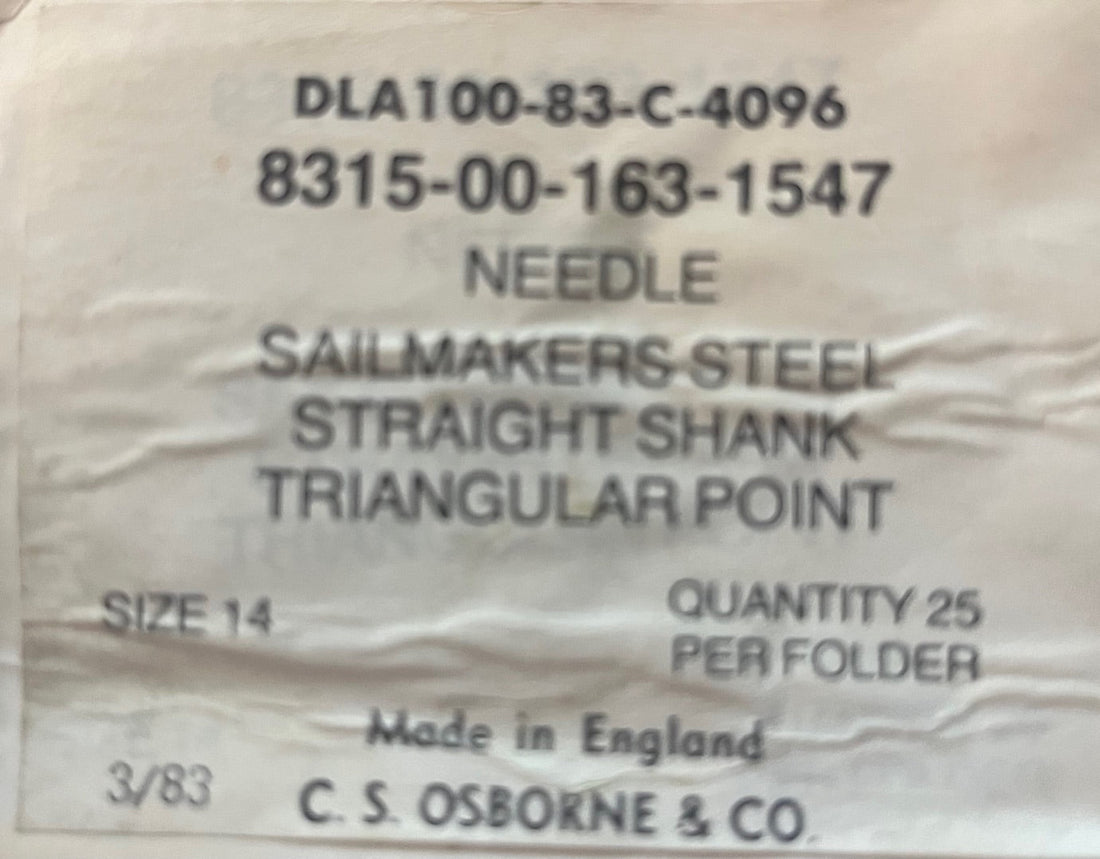 DLA100-83-C-4096
8315-00-163-1547
NEEDLE
SAILMAKERS STEEL
STRAIGHT SHANK
TRIANGULAR POINT
SIZE 14
QUANTITY 25
PER FOLDER
Made in England
3/83
C. S. OSBORNE & CO.